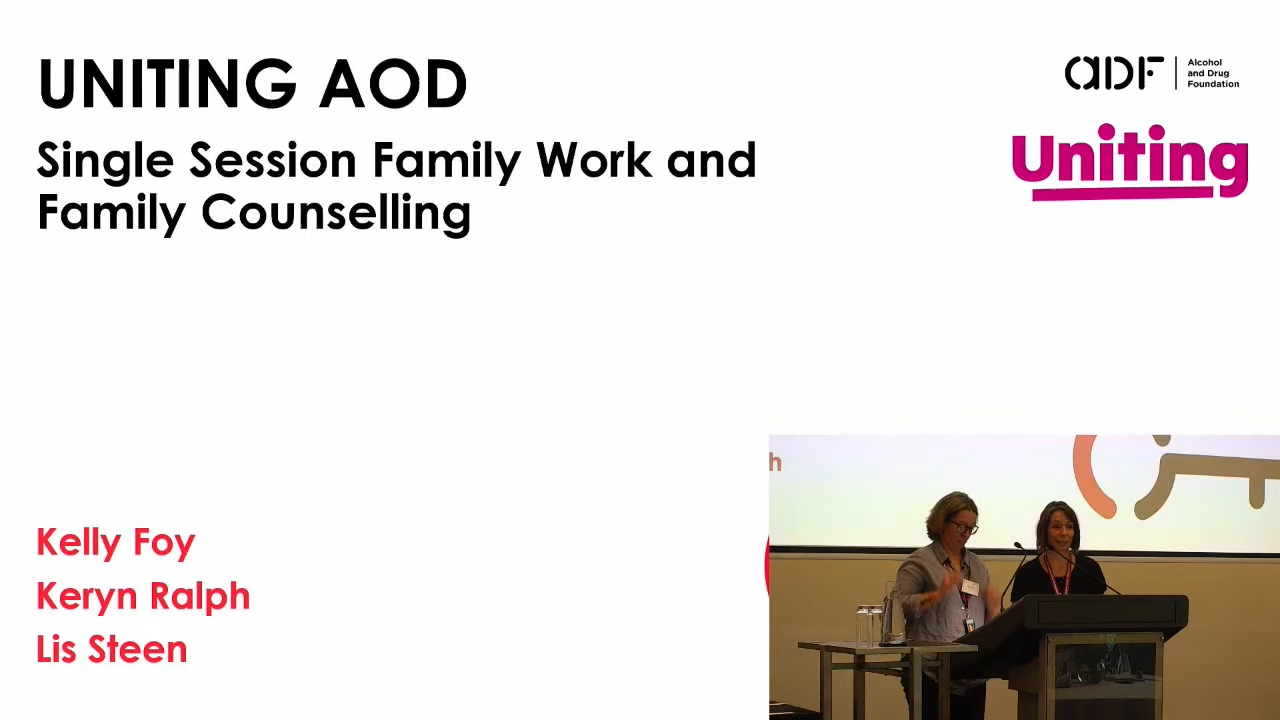 UNITING AOD
Single Session Family Work and
Family Counselling
aDF
Alcohol
and Drug
Foundation
Uniting
Kelly Foy
Keryn Ralph
Lis Steen
h